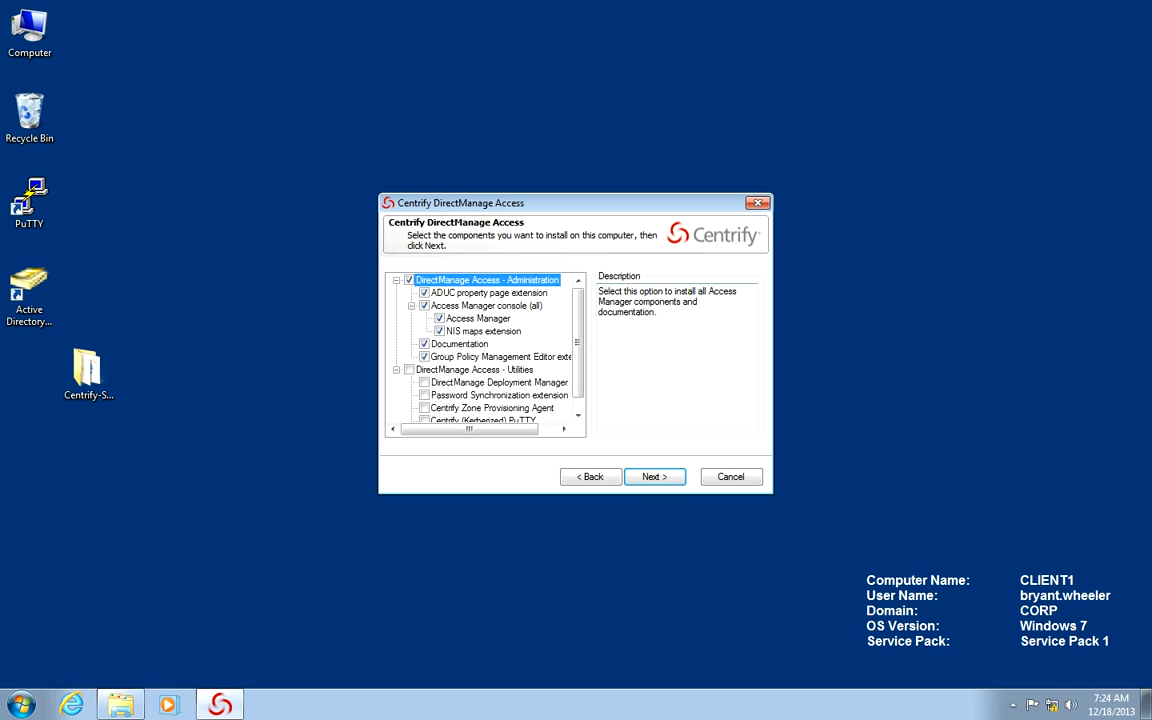 Computer
Recycle Bin
PuTTY
Active
Directory...
Centrify-S...
Centrify DirectManage Access
Centrify DirectManage Access
Select the components you want to install on this computer, then
click Next.
Centrify
DirectManage Access - Administration
ADUC property page extension
Access Manager console (all)
Access Manager
NIS maps extension
Documentation
Group Policy Management Editor exte
DirectManage Access - Utilities
DirectManage Deployment Manager
Password Synchronization extension
Centrify Zone Provisioning Agent
Centrify (Kerberized) PuTTY
Description
Select this option to install all Access
Manager components and
documentation.
< Back
Next >
Cancel
Computer Name: CLIENT1
User Name: bryant.wheeler
Domain: CORP
OS Version: Windows 7
Service Pack: Service Pack 1
7:24 AM
12/18/2013